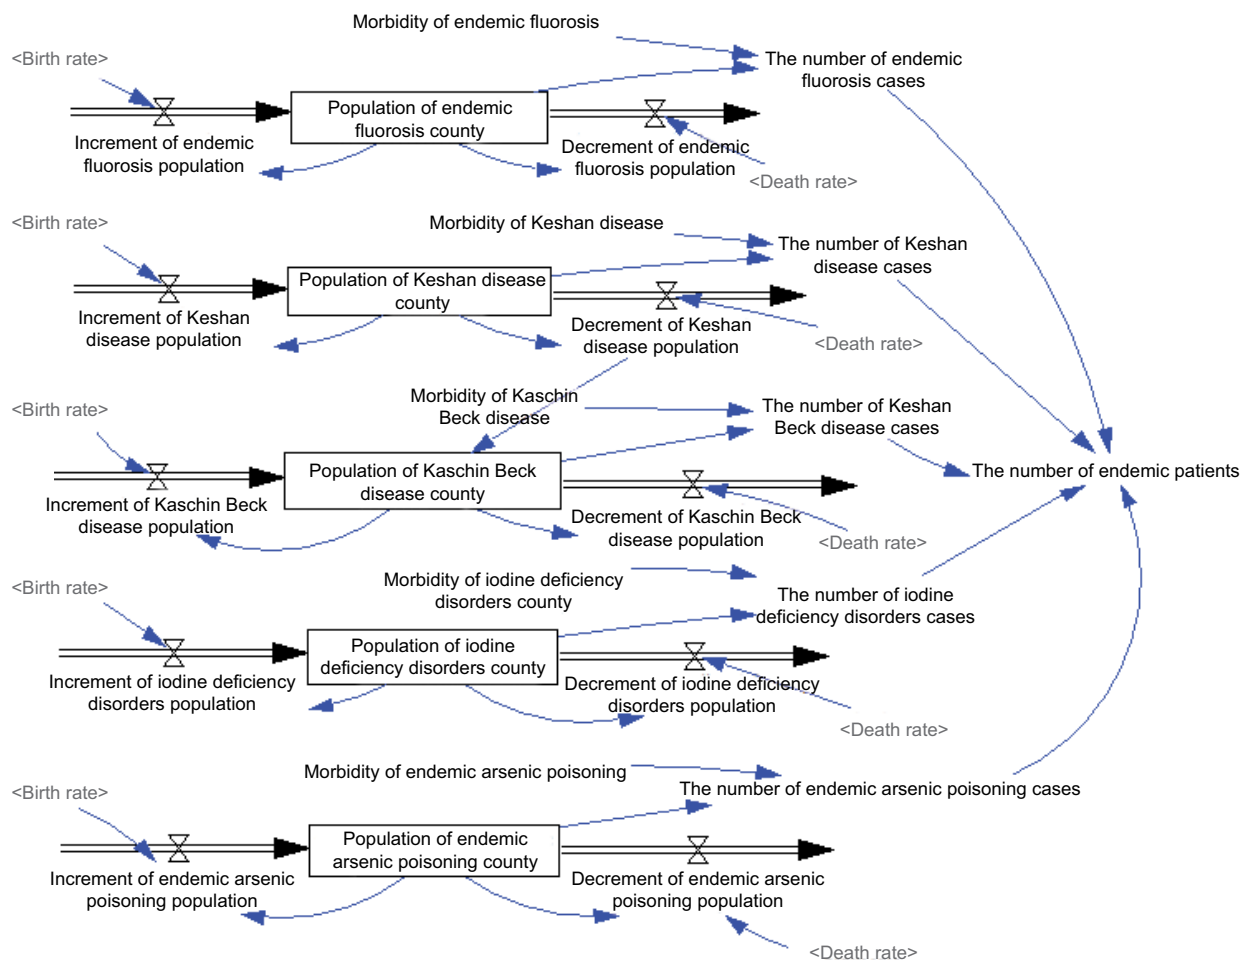 Morbidity of endemic fluorosis
<Birth rate>
The number of endemic
fluorosis cases
Population of endemic
fluorosis county
Increment of endemic
fluorosis population
Decrement of endemic
fluorosis population
<Death rate>
<Birth rate>
Morbidity of Keshan disease
The number of Keshan
disease cases
Population of Keshan disease
county
Increment of Keshan
disease population
Decrement of Keshan
disease population
<Death rate>
<Birth rate>
Morbidity of Kaschin
Beck disease
The number of Keshan
Beck disease cases
Population of Kaschin Beck
disease county
The number of endemic patients
Increment of Kaschin Beck
disease population
Decrement of Kaschin Beck
disease population
<Death rate>
<Birth rate>
Morbidity of iodine deficiency
disorders county
The number of iodine
deficiency disorders cases
Population of iodine
deficiency disorders county
Increment of iodine deficiency
disorders population
Decrement of iodine deficiency
disorders population
<Death rate>
Morbidity of endemic arsenic poisoning
<Birth rate>
The number of endemic arsenic poisoning cases
Population of endemic
arsenic poisoning county
Increment of endemic arsenic
poisoning population
Decrement of endemic arsenic
poisoning population
<Death rate>